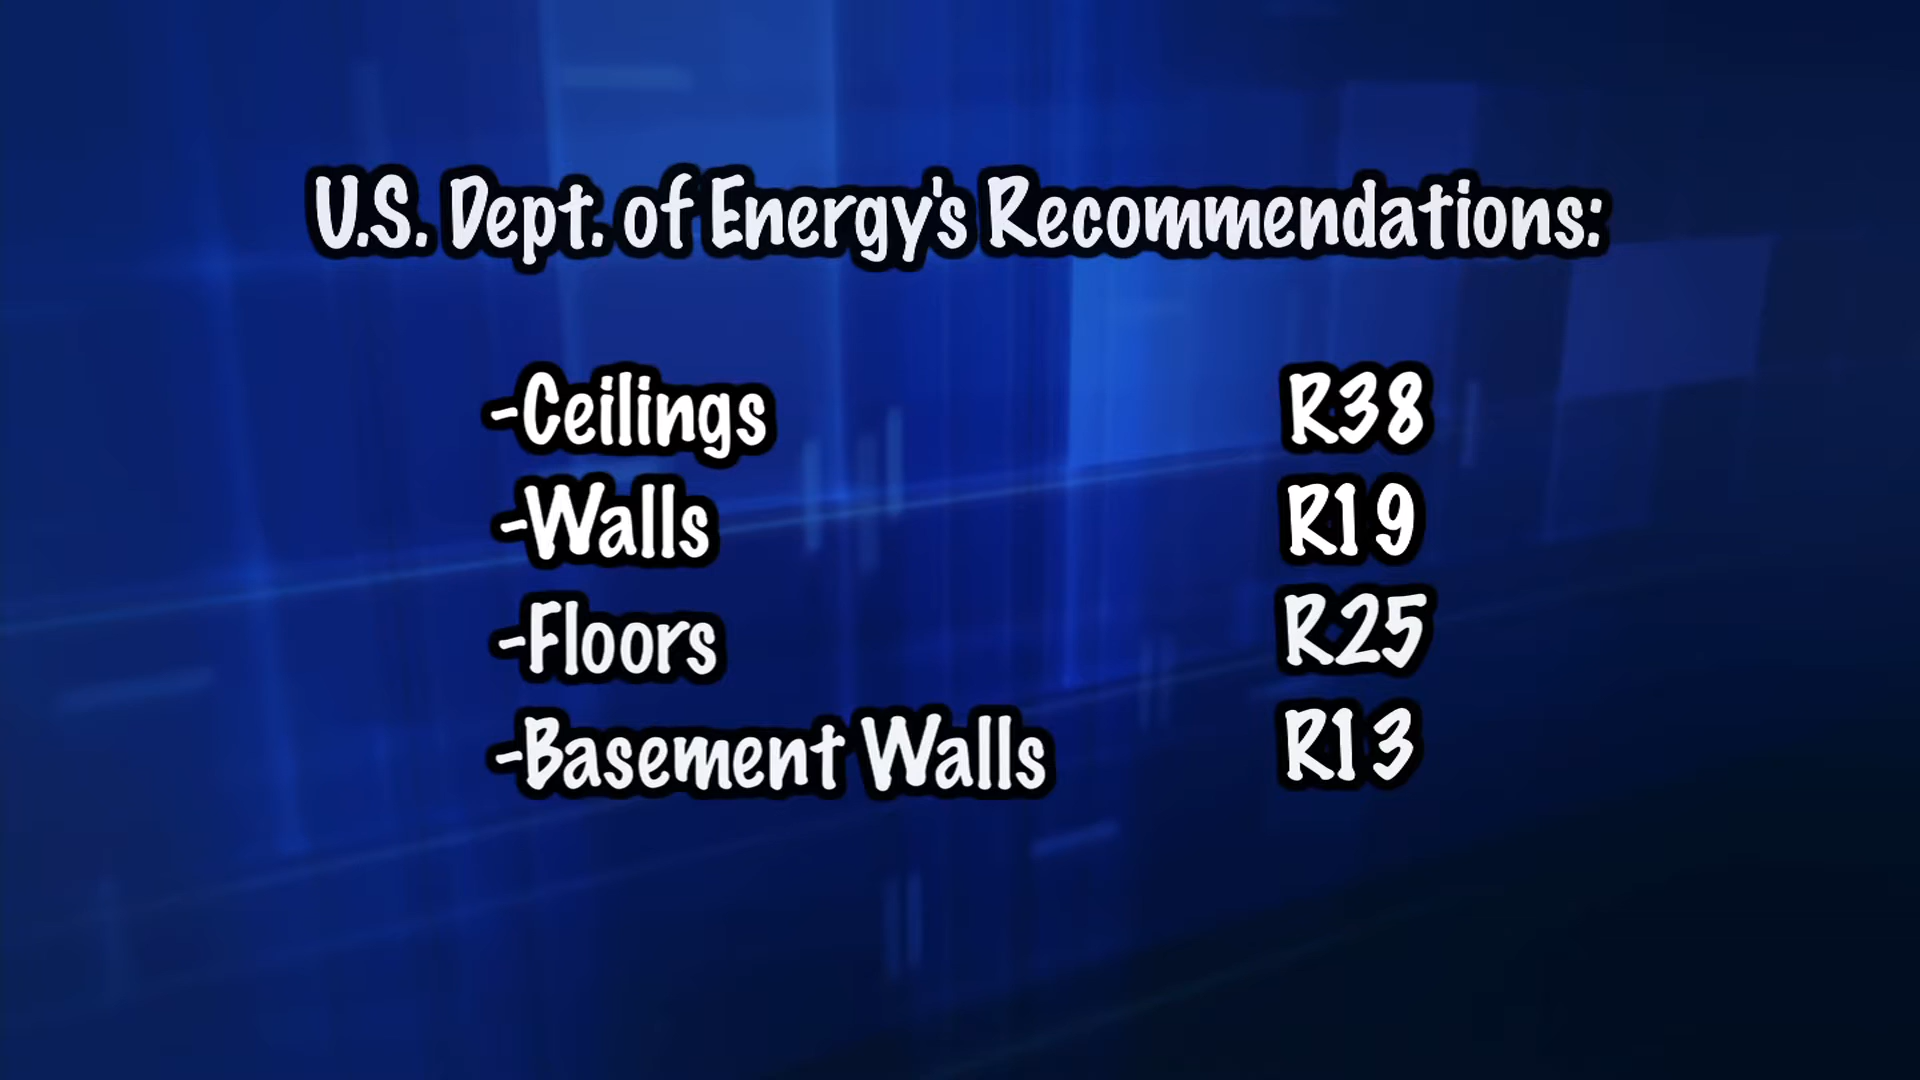 U.S. Dept. of Energy's Recommendations:
-Ceilings R38
-Walls R19
-Floors R25
-Basement Walls R13